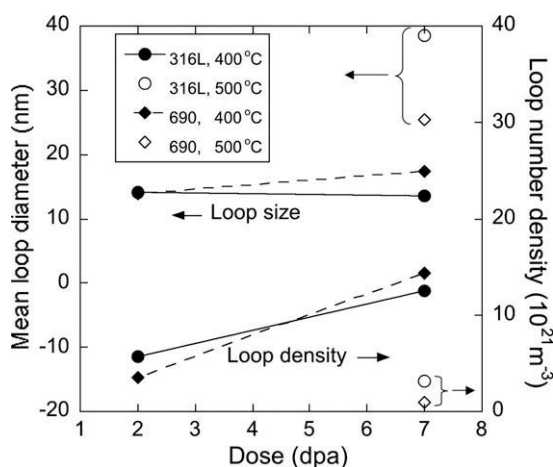 40
30
20
10
0
-10
-20
Mean loop diameter (nm)
316L, 400°C
316L, 500°C
690, 400°C
690, 500°C
Loop size
Loop density
40
30
20
10
0
Loop number density (10²¹m⁻³)
1 2 3 4 5 6 7 8
Dose (dpa)